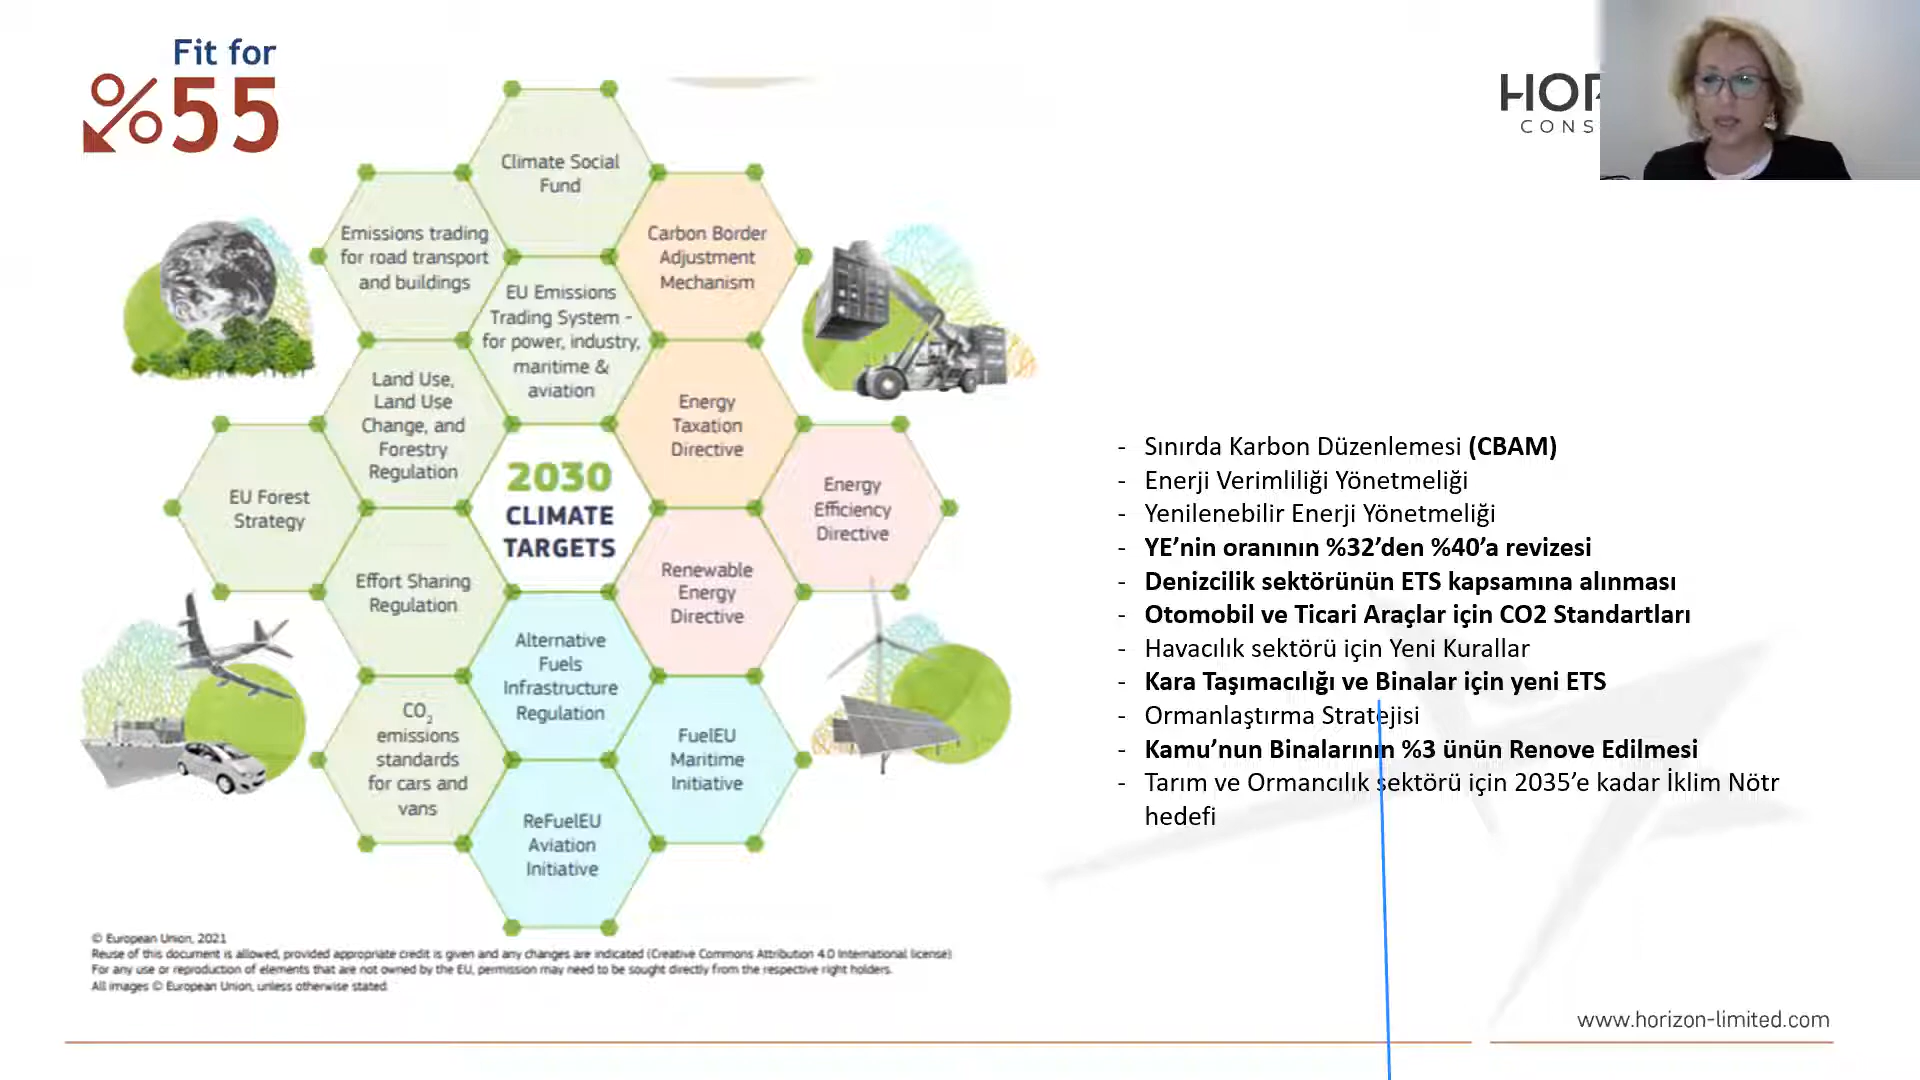 Fit for
%55
HOR
CONS
Climate Social
Fund
Emissions trading
for road transport
and buildings
Carbon Border
Adjustment
Mechanism
EU Emissions
Trading System -
for power, industry,
maritime &
aviation
Land Use,
Land Use
Change, and
Forestry
Regulation
Energy
Taxation
Directive
EU Forest
Strategy
2030
CLIMATE
TARGETS
Energy
Efficiency
Directive
Effort Sharing
Regulation
Renewable
Energy
Directive
Alternative
Fuels
Infrastructure
Regulation
CO2
emissions
standards
for cars and
vans
FuelEU
Maritime
Initiative
ReFuelEU
Aviation
Initiative
- Sınırda Karbon Düzenlemesi (CBAM)
- Enerji Verimliliği Yönetmeliği
- Yenilenebilir Enerji Yönetmeliği
- YE’nin oranının %32’den %40’a revizesi
- Denizcilik sektörünün ETS kapsamına alınması
- Otomobil ve Ticari Araçlar için CO2 Standartları
- Havacılık sektörü için Yeni Kurallar
- Kara Taşımacılığı ve Binalar için yeni ETS
- Ormanlaştırma Stratejisi
- Kamu’nun Binalarının %3 ünün Renove Edilmesi
- Tarım ve Ormancılık sektörü için 2035’e kadar İklim Nötr
hedefi
© European Union, 2021
Reuse of this document is allowed, provided appropriate credit is given and any changes are indicated (Creative Commons Attribution 4.0 International license)
For any use or reproduction of elements that are not owned by the EU, permission may need to be sought directly from the respective right holders.
All images © European Union, unless otherwise stated
www.horizon-limited.com